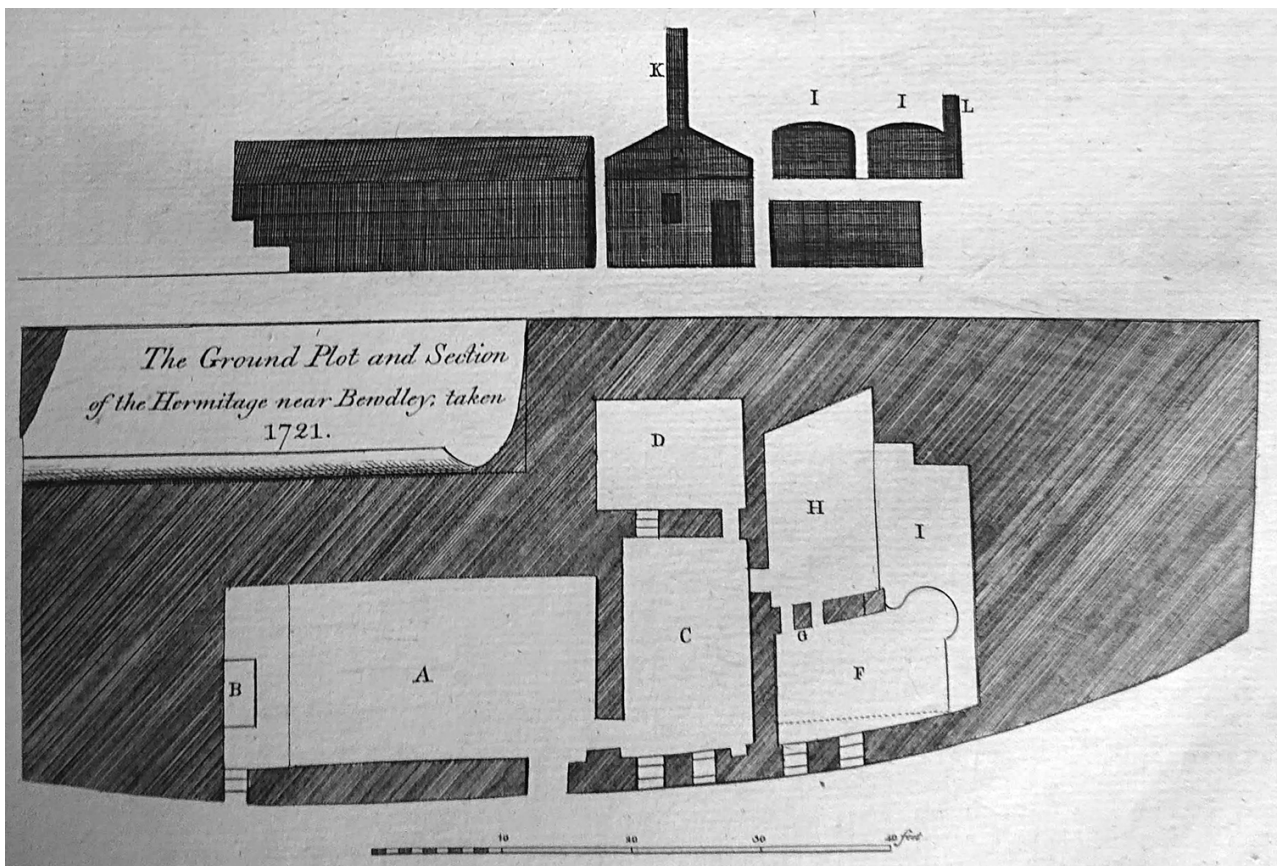 K
I I L
The Ground Plot and Section
of the Hermitage near Bewdley; taken
1721.
D
H
I
C
G
A
B
F
10 20 30 40 feet